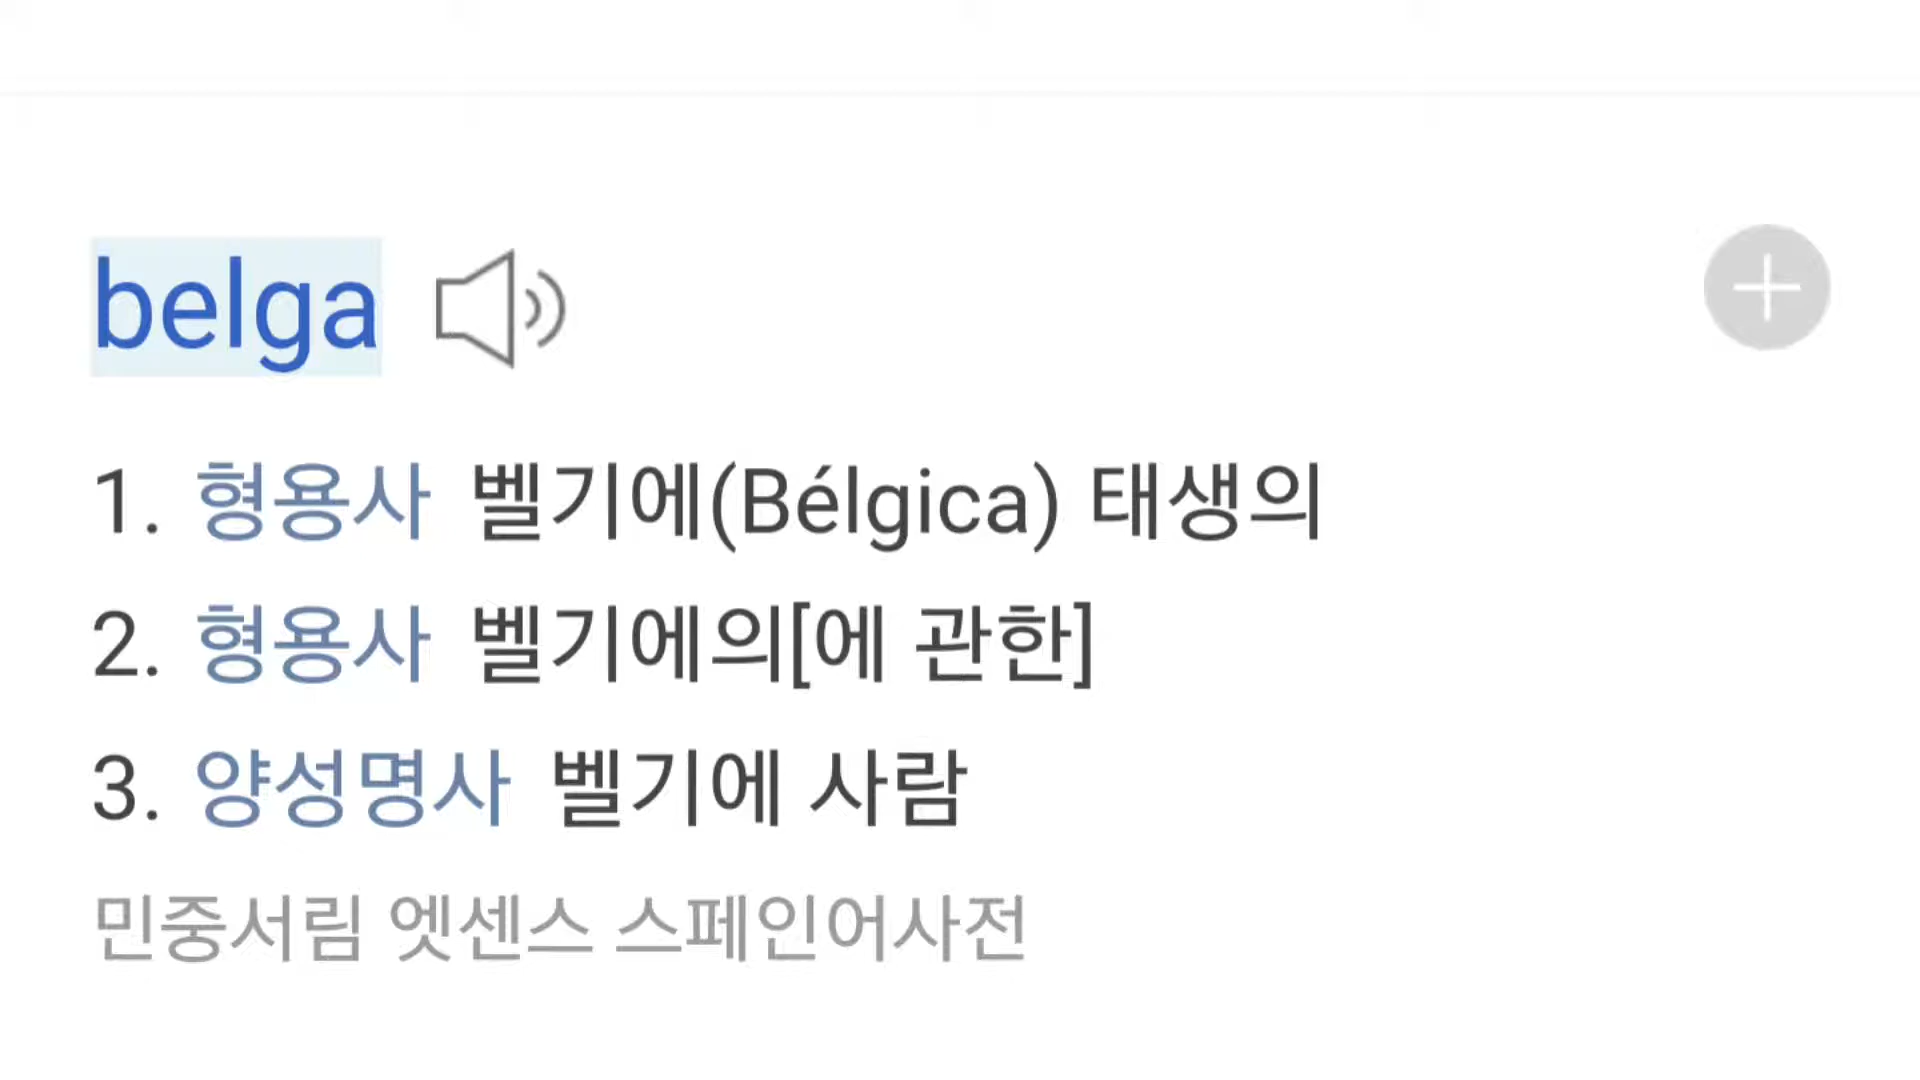 belga
1. 형용사 벨기에(Bélgica) 태생의
2. 형용사 벨기에의[에 관한]
3. 양성명사 벨기에 사람
민중서림 엣센스 스페인어사전